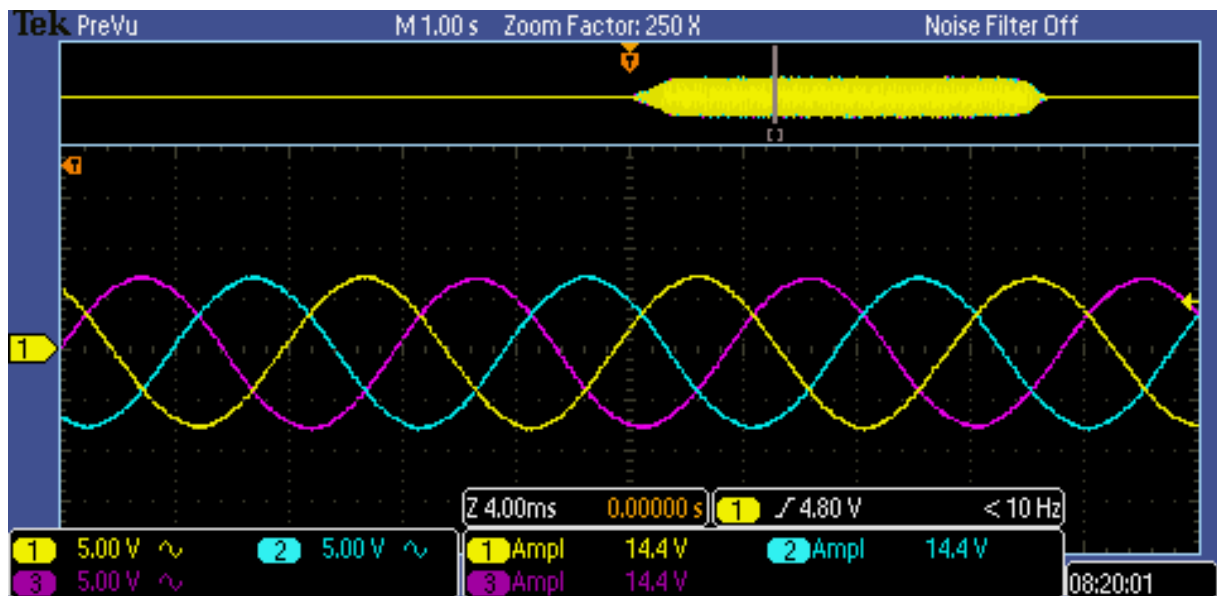 Tek PreVu M 1.00 s Zoom Factor: 250 X Noise Filter Off
T
[]
T
1
Z 4.00ms 0.00000 s 1 4.80 V < 10 Hz
1 5.00 V 2 5.00 V 1 Ampl 14.4 V 2 Ampl 14.4 V
3 5.00 V 3 Ampl 14.4 V 08:20:01